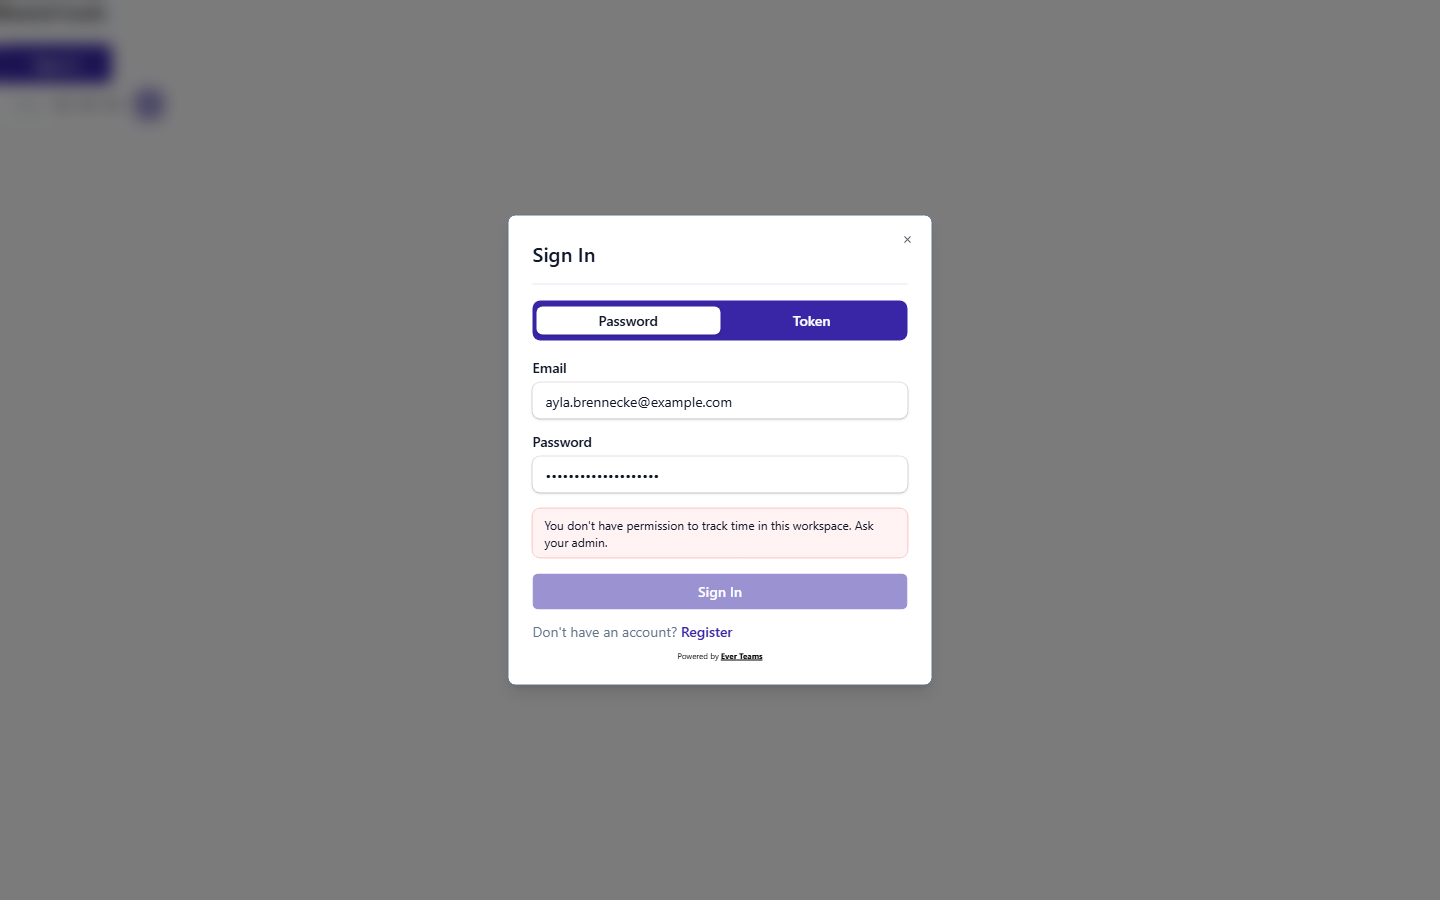 Sign In
×
Password
Token
Email
ayla.brennecke@example.com
Password
••••••••••••••••••••
You don't have permission to track time in this workspace. Ask
your admin.
Sign In
Don't have an account? Register
Powered by Ever Teams